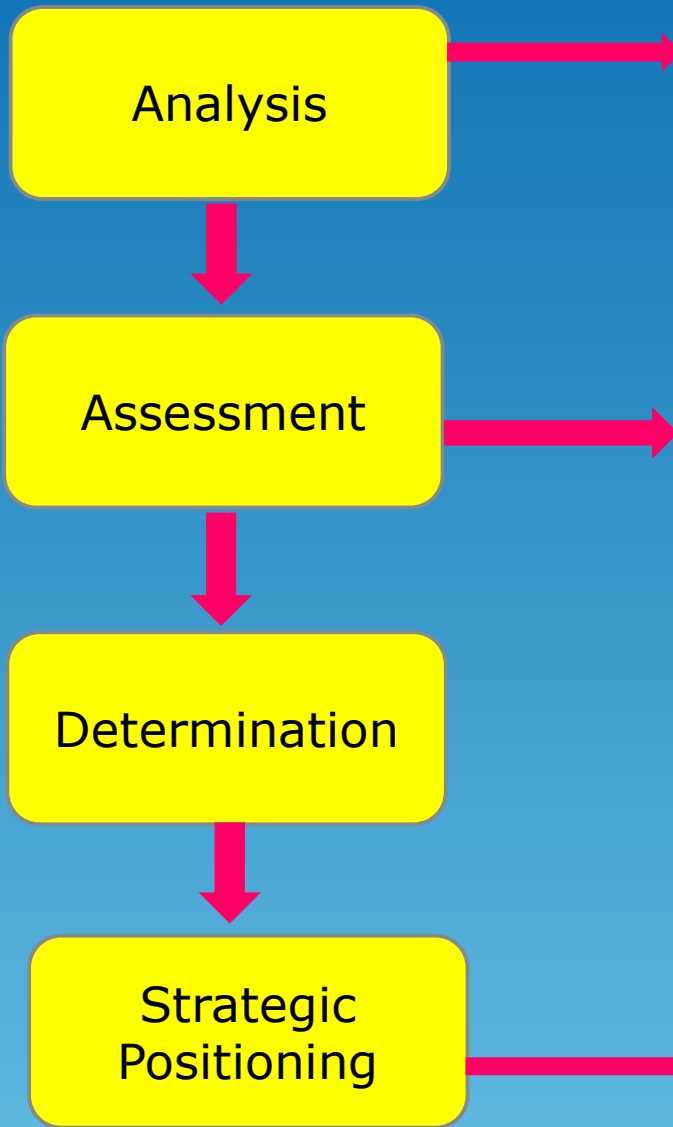 Analysis
Assessment
Determination
Strategic
Positioning